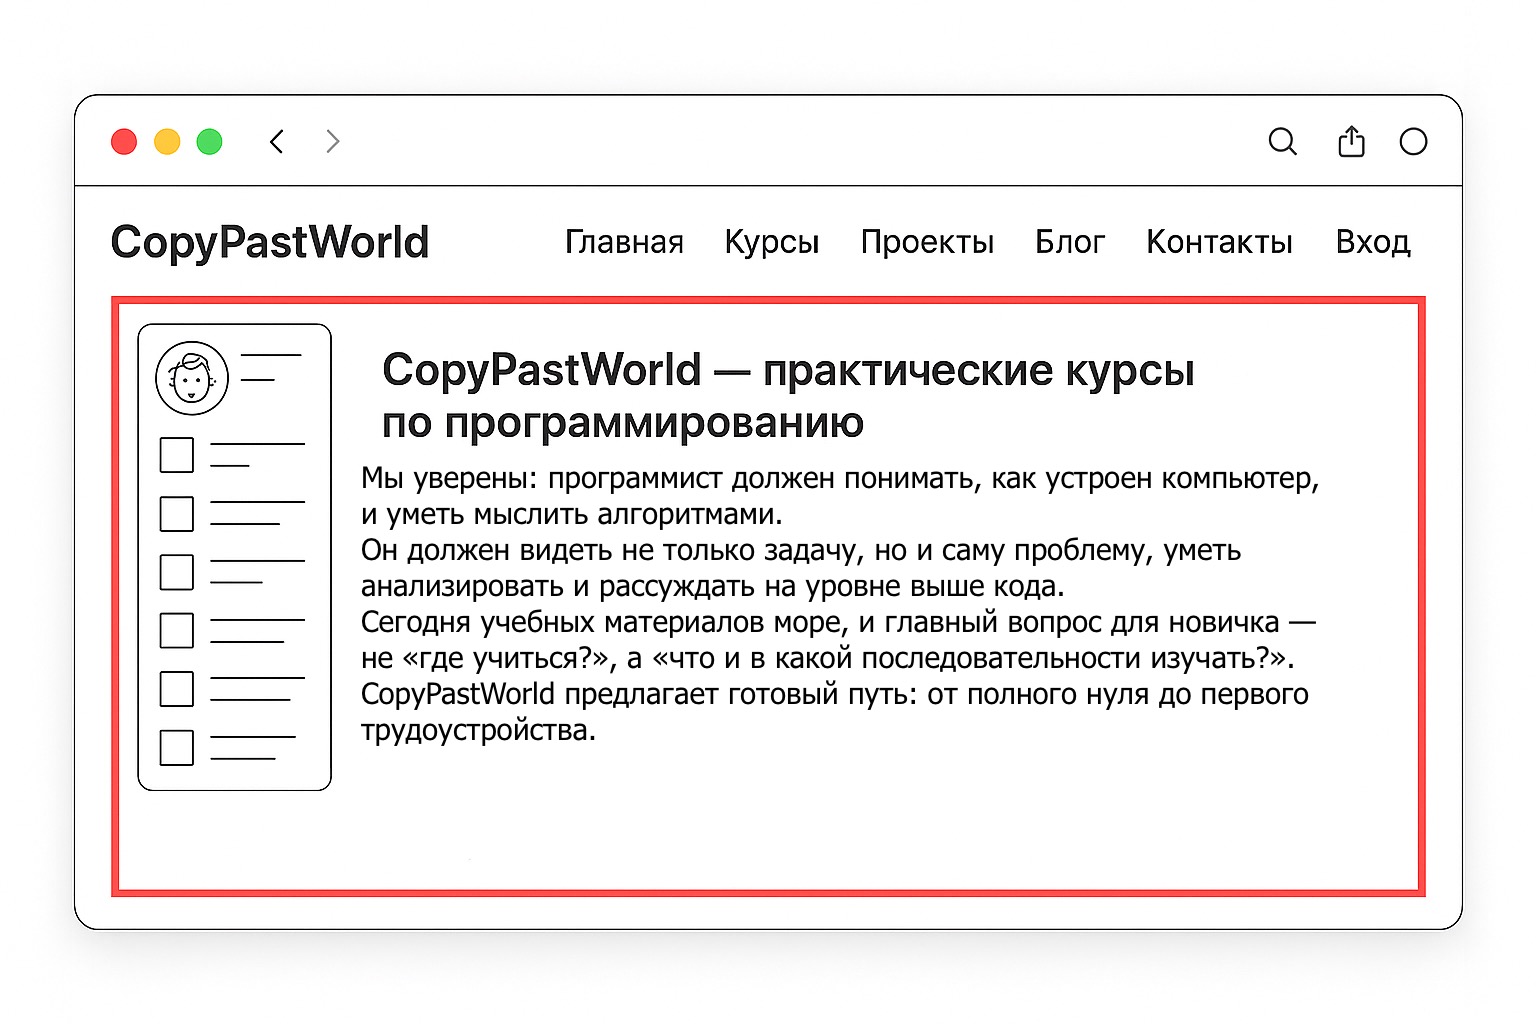 CopyPastWorld
Главная Курсы Проекты Блог Контакты Вход
CopyPastWorld — практические курсы
по программированию
Мы уверены: программист должен понимать, как устроен компьютер,
и уметь мыслить алгоритмами.
Он должен видеть не только задачу, но и саму проблему, уметь
анализировать и рассуждать на уровне выше кода.
Сегодня учебных материалов море, и главный вопрос для новичка —
не «где учиться?», а «что и в какой последовательности изучать?».
CopyPastWorld предлагает готовый путь: от полного нуля до первого
трудоустройства.